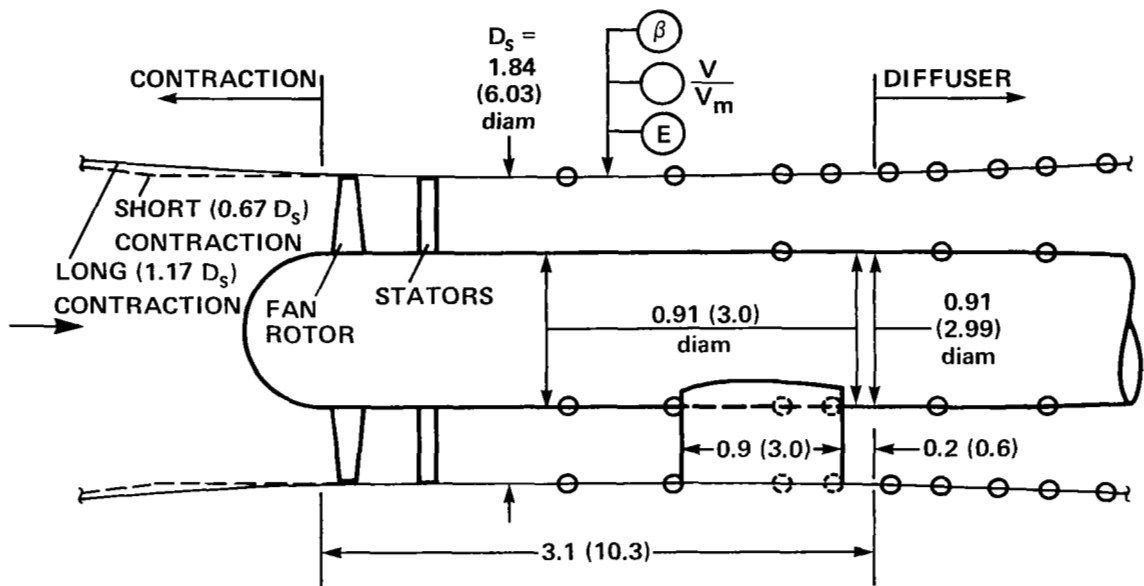 D_s =
1.84
(6.03)
diam
β
V
V_m
E
CONTRACTION
DIFFUSER
SHORT (0.67 D_s)
CONTRACTION
LONG (1.17 D_s)
CONTRACTION
FAN
ROTOR
STATORS
0.91 (3.0)
diam
0.91
(2.99)
diam
0.9 (3.0)
0.2 (0.6)
3.1 (10.3)